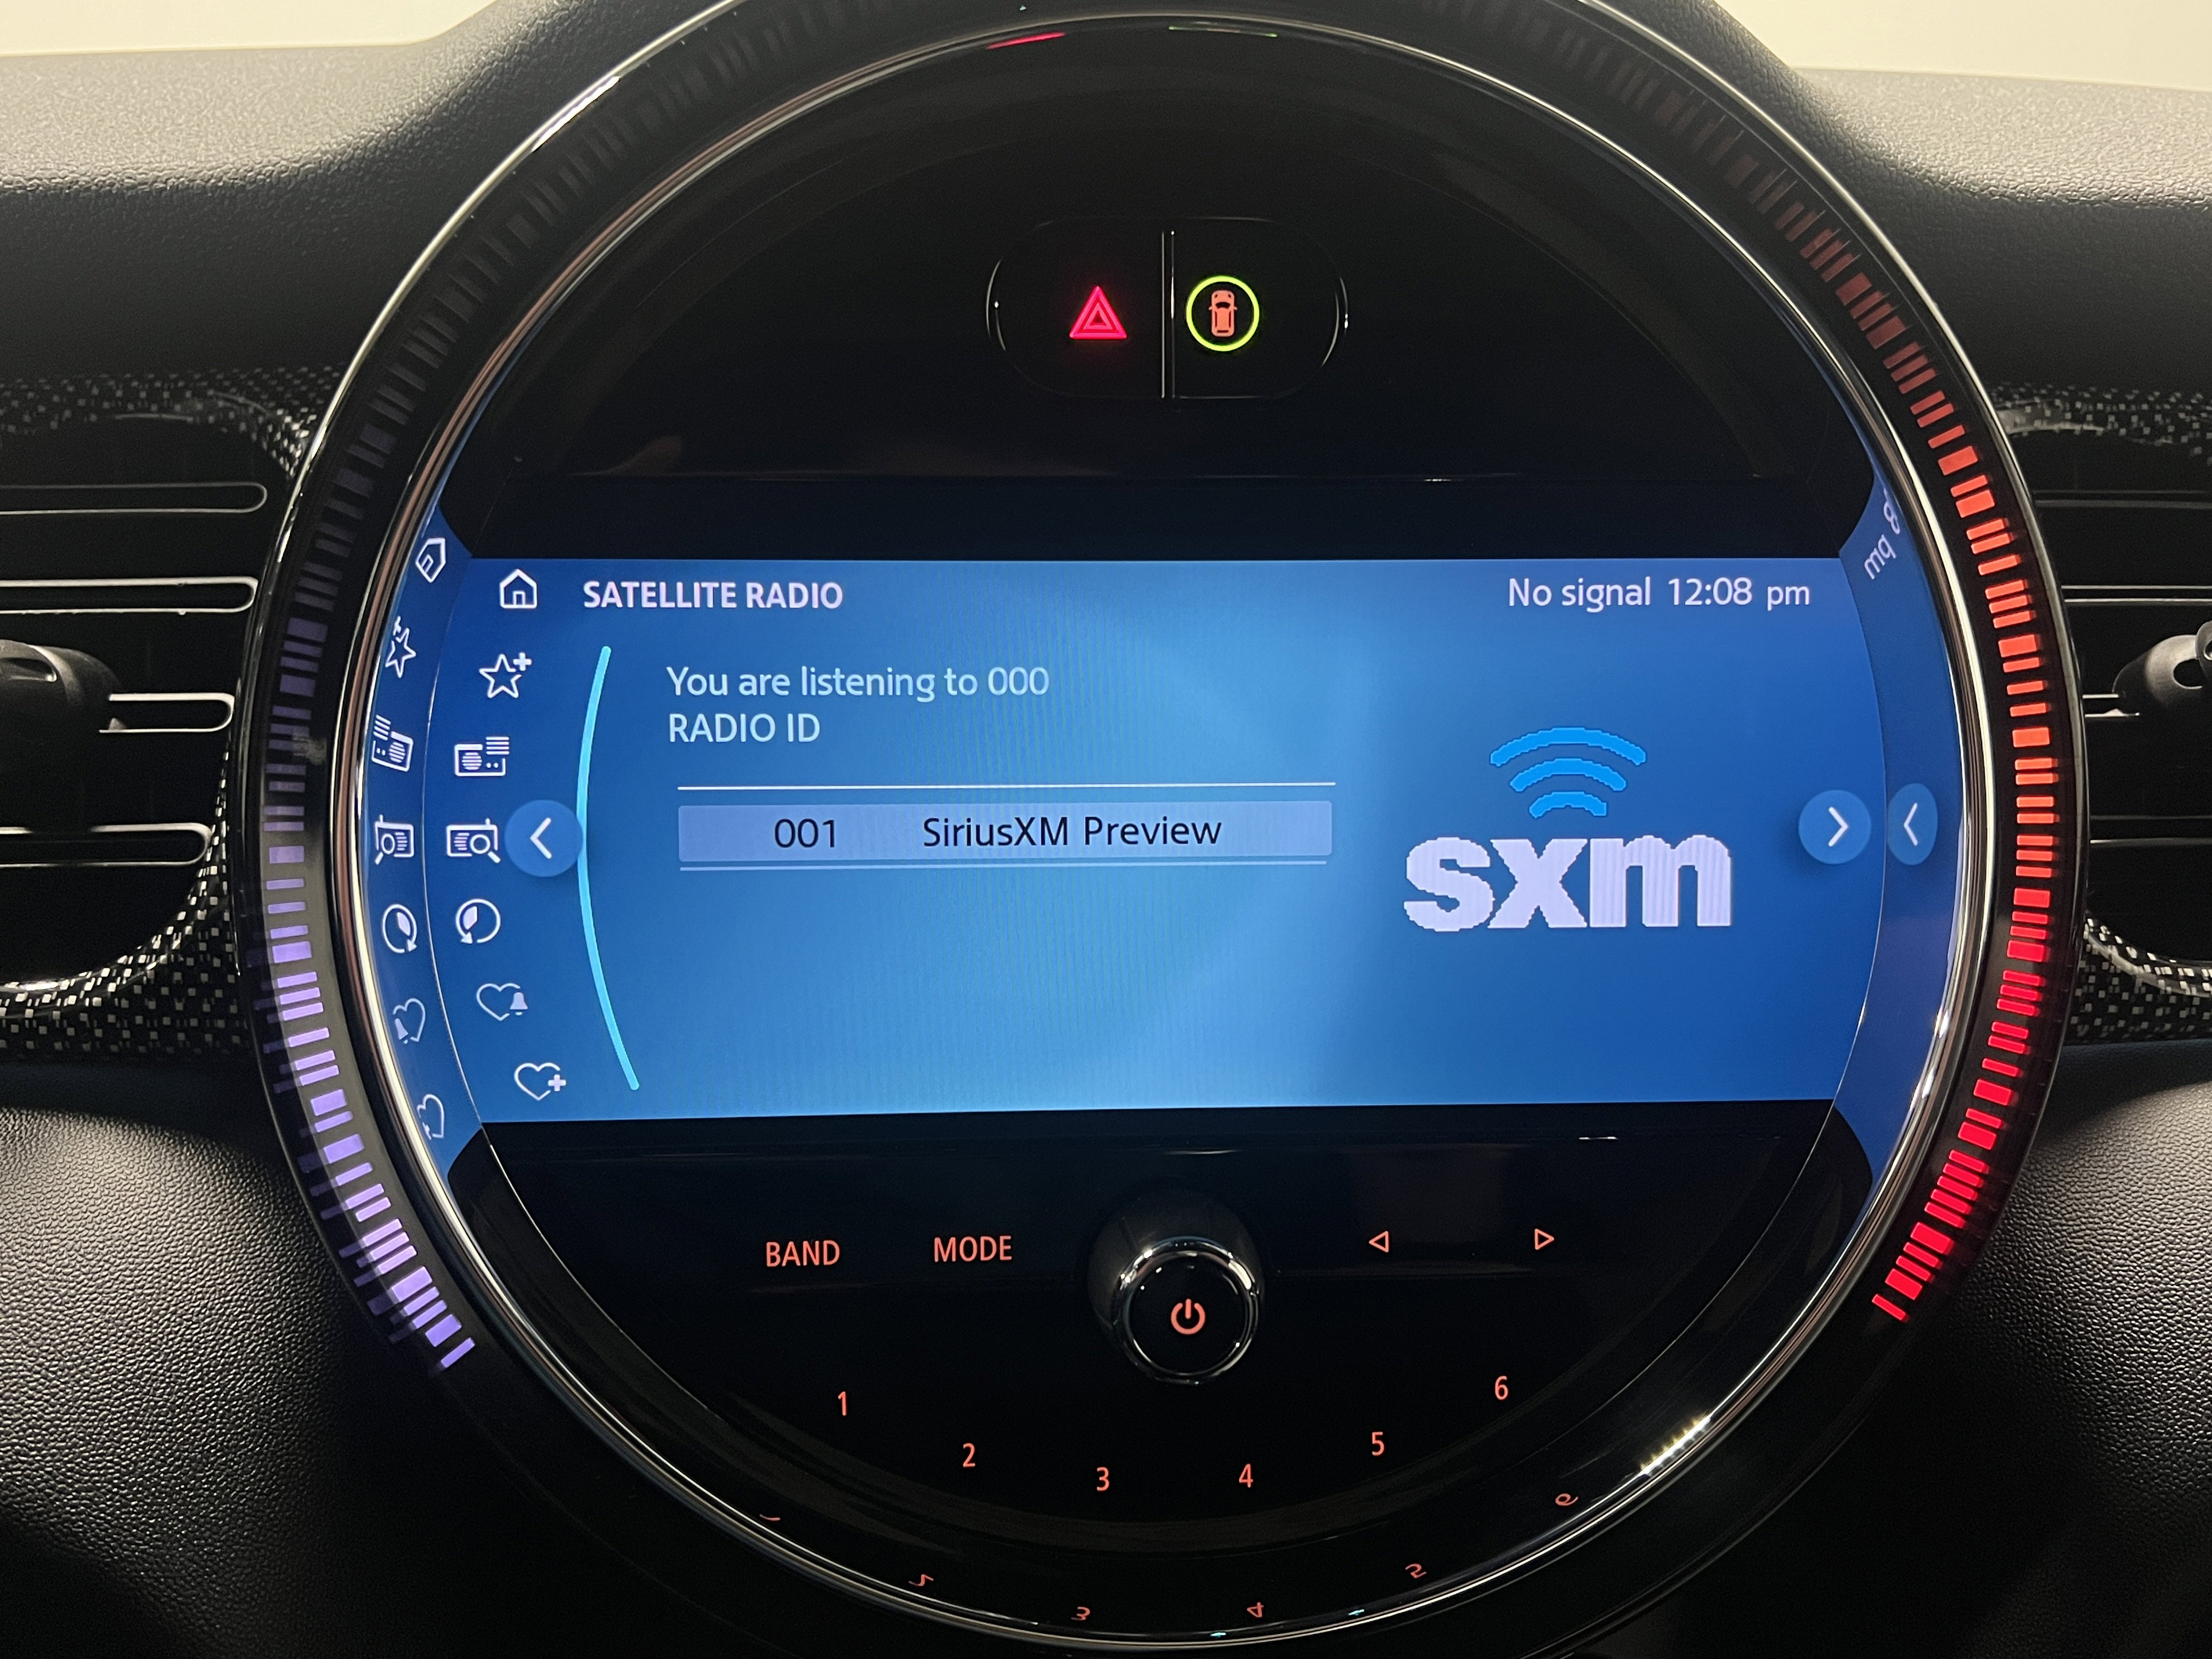 SATELLITE RADIO
No signal 12:08 pm
You are listening to 000
RADIO ID
001 SiriusXM Preview
sxm
BAND MODE
1
2
3
4
5
6